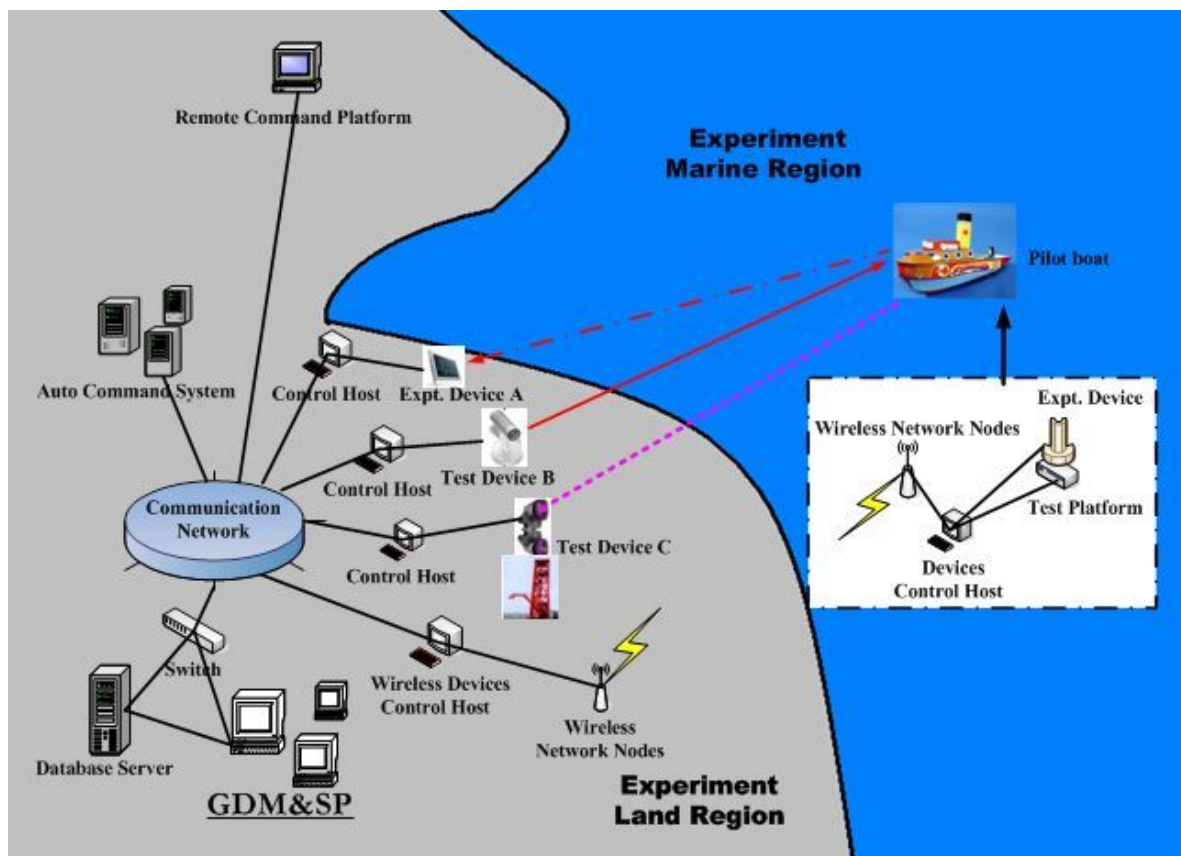 Remote Command Platform
Experiment
Marine Region
Pilot boat
Auto Command System
Control Host
Expt. Device A
Control Host
Test Device B
Communication
Network
Control Host
Test Device C
Expt. Device
Wireless Network Nodes
Test Platform
Devices
Control Host
Switch
Wireless Devices
Control Host
Wireless
Network Nodes
Database Server
GDM&SP
Experiment
Land Region